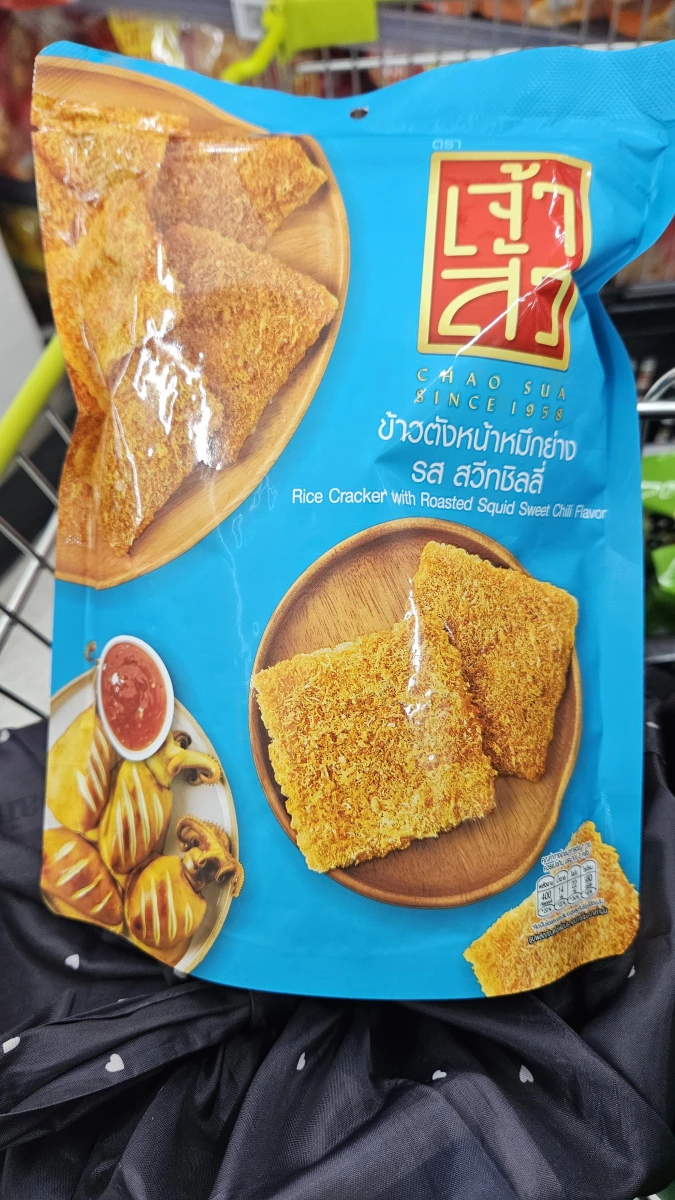 ตรา
เจ้า
สัว
CHAO SUA
SINCE 1958
ข้าวตังหน้าหมึกย่าง
รส สวีทชิลลี่
Rice Cracker with Roasted Squid Sweet Chili Flavor
400